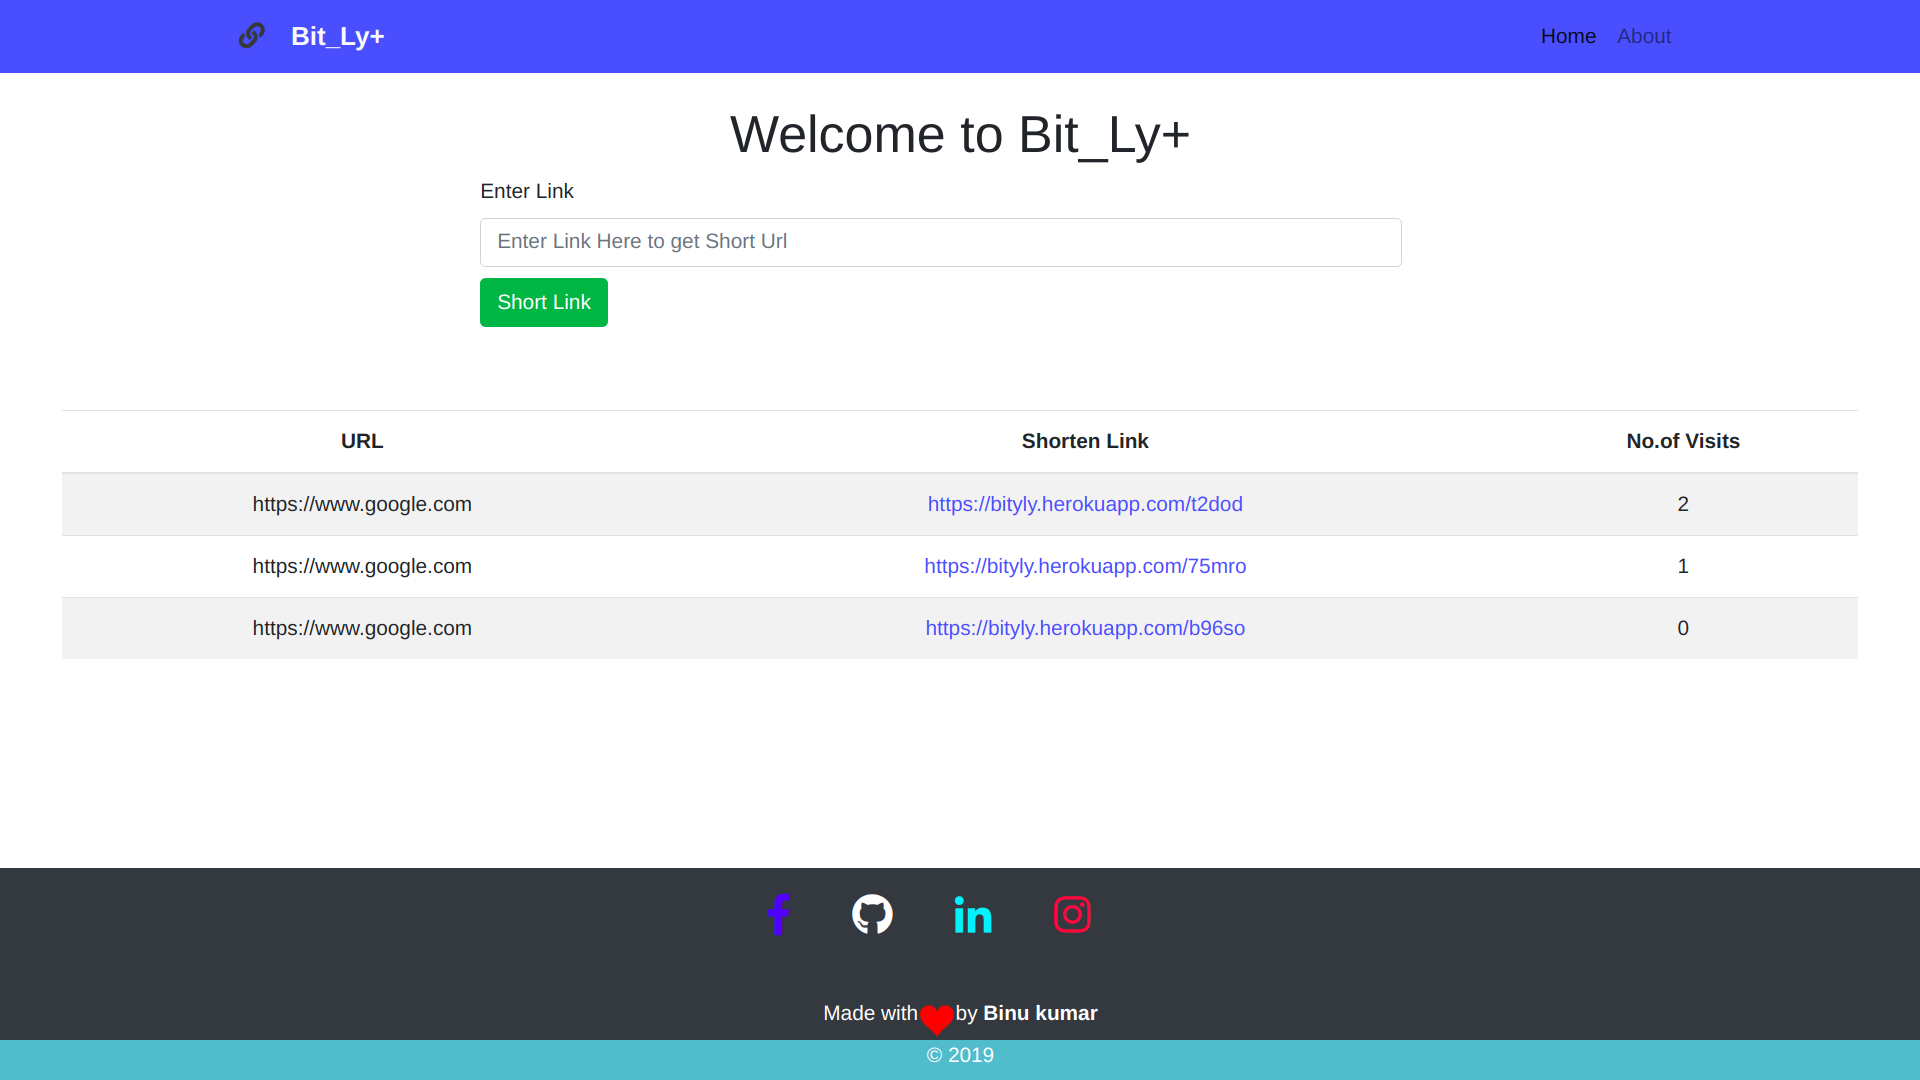 Bit_Ly+
Home About
Welcome to Bit_Ly+
Enter Link
Enter Link Here to get Short Url
Short Link
URL Shorten Link No.of Visits
https://www.google.com https://bityly.herokuapp.com/t2dod 2
https://www.google.com https://bityly.herokuapp.com/75mro 1
https://www.google.com https://bityly.herokuapp.com/b96so 0
Made with by Binu kumar
© 2019